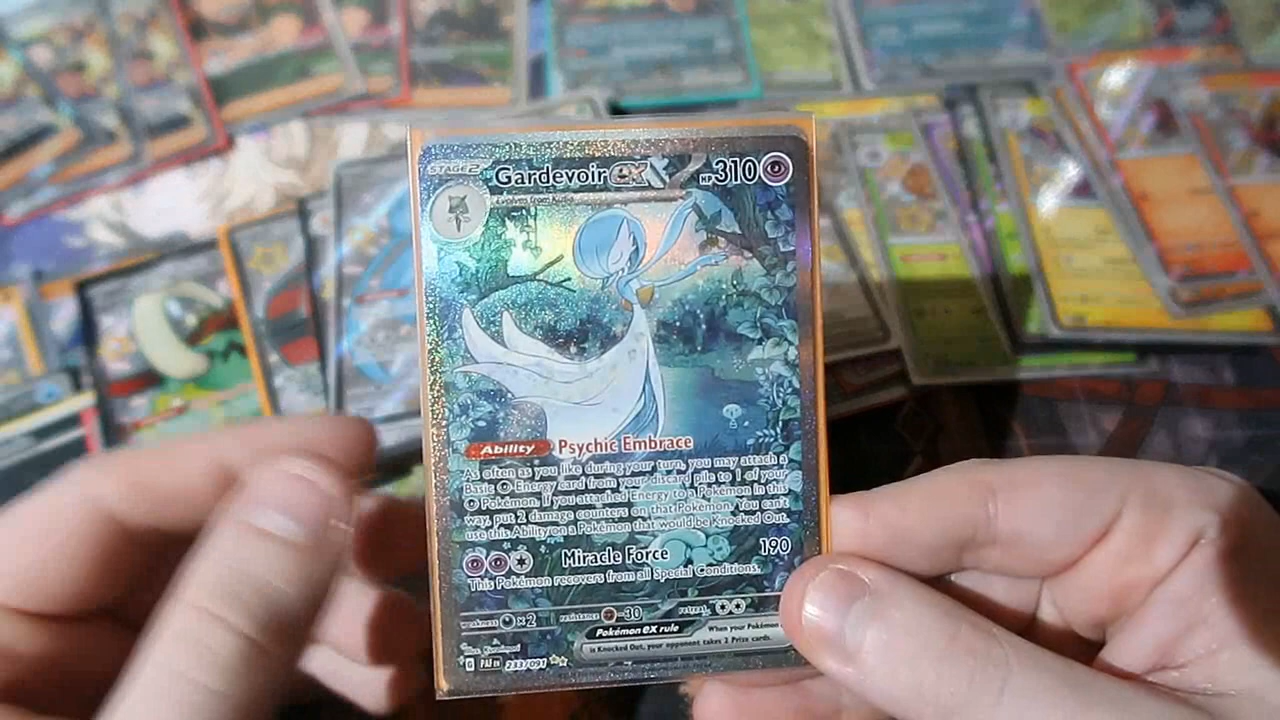 STAGE 2 Gardevoir ex HP 310
Evolves from Kirlia
Ability Psychic Embrace
As often as you like during your turn, you may attach a
Basic Energy card from your discard pile to 1 of your
Pokémon. If you attached Energy to a Pokémon in this
way, put 2 damage counters on that Pokémon. You can't
use this Ability on a Pokémon that would be Knocked Out.
Miracle Force 190
This Pokémon recovers from all Special Conditions.
weakness ×2 resistance -30 retreat
Pokémon ex rule When your Pokémon
is Knocked Out, your opponent takes 2 Prize cards.
G PAF EN 233/091